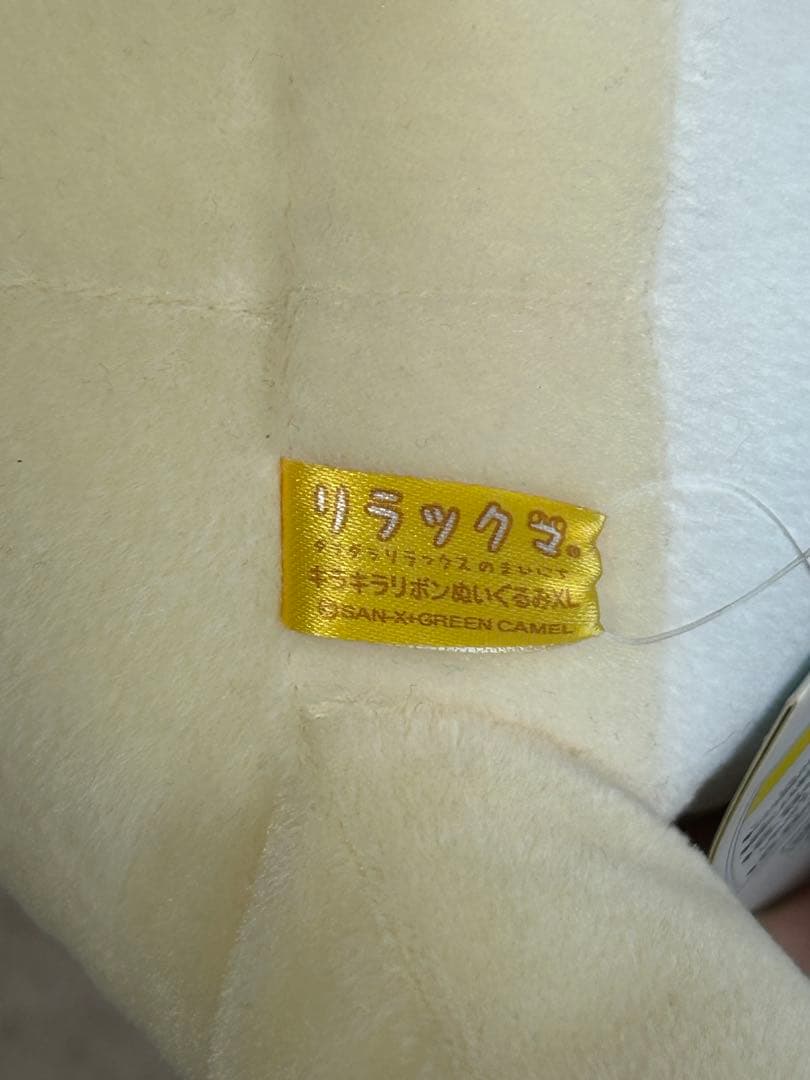 リラックマ
ダラダラリラックスのまいにち
キラキラリボンぬいぐるみXL
©SAN-X+GREEN CAMEL